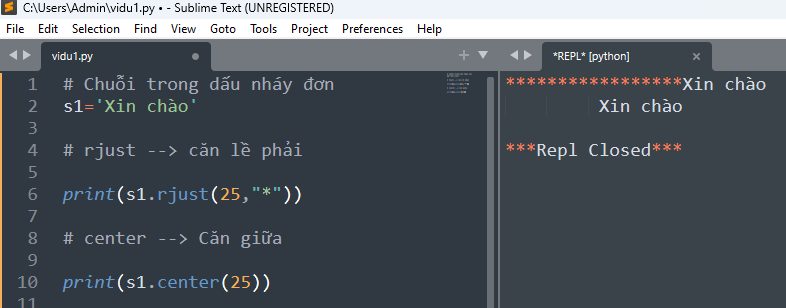 C:\Users\Admin\vidu1.py • - Sublime Text (UNREGISTERED)
File Edit Selection Find View Goto Tools Project Preferences Help
vidu1.py
*REPL* [python]
1 # Chuỗi trong dấu nháy đơn
2 s1='Xin chào'
3
4 # rjust --> căn lề phải
5
6 print(s1.rjust(25,"*"))
7
8 # center --> Căn giữa
9
10 print(s1.center(25))
11
*****************Xin chào
Xin chào
***Repl Closed***